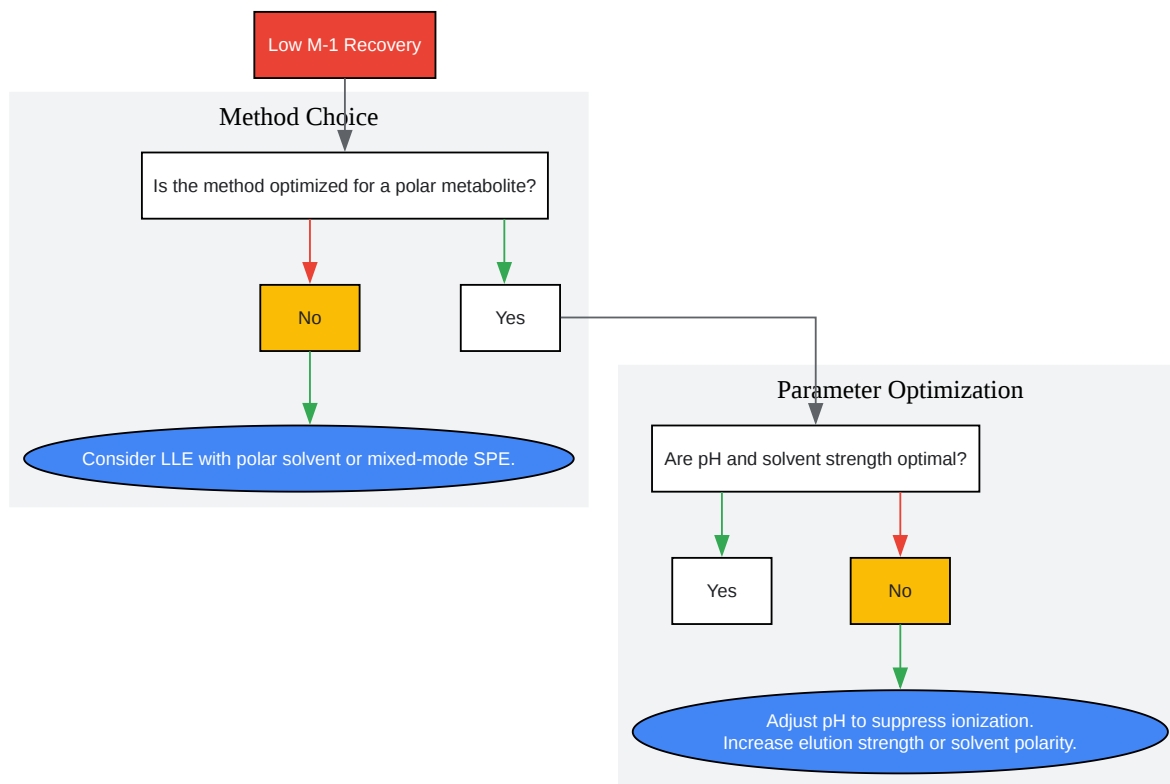 Low M-1 Recovery
Method Choice
Is the method optimized for a polar metabolite?
No
Yes
Consider LLE with polar solvent or mixed-mode SPE.
Parameter Optimization
Are pH and solvent strength optimal?
Yes
No
Adjust pH to suppress ionization.
Increase elution strength or solvent polarity.